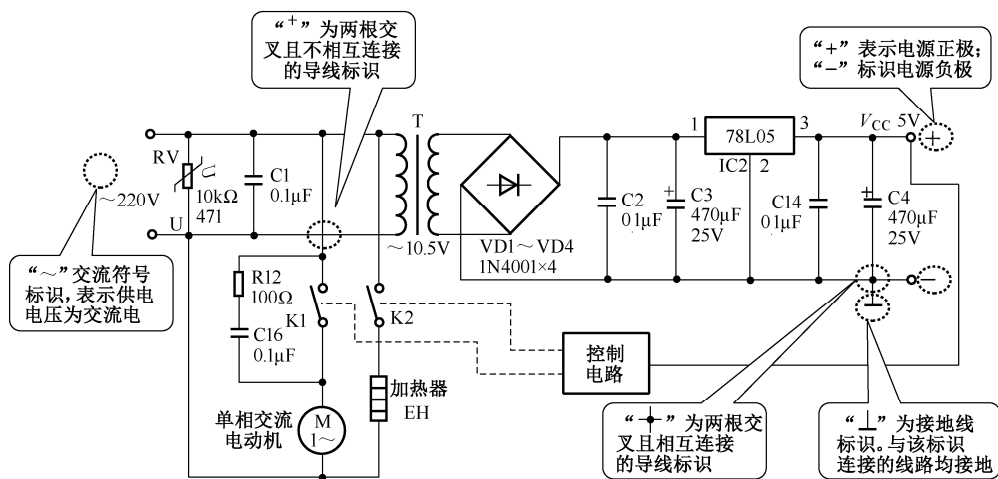 “+”为两根交
叉且不相互连接
的导线标识
“+”表示电源正极；
“-”标识电源负极
T
1
78L05
3
VCC 5V
+
IC2
2
RV
U
10kΩ
471
C1
0.1μF
～220V
U
～10.5V
VD1～VD4
1N4001×4
C2
0.1μF
+
C3
470μF
25V
C14
0.1μF
+
C4
470μF
25V
-
“～”交流符号
标识，表示供电
电压为交流电
R12
100Ω
K1
K2
C16
0.1μF
控制
电路
加热器
EH
单相交流
电动机
M
1～
“”为两根交
叉且相互连接
的导线标识
“⊥”为接地线
标识。与该标识
连接的线路均接地